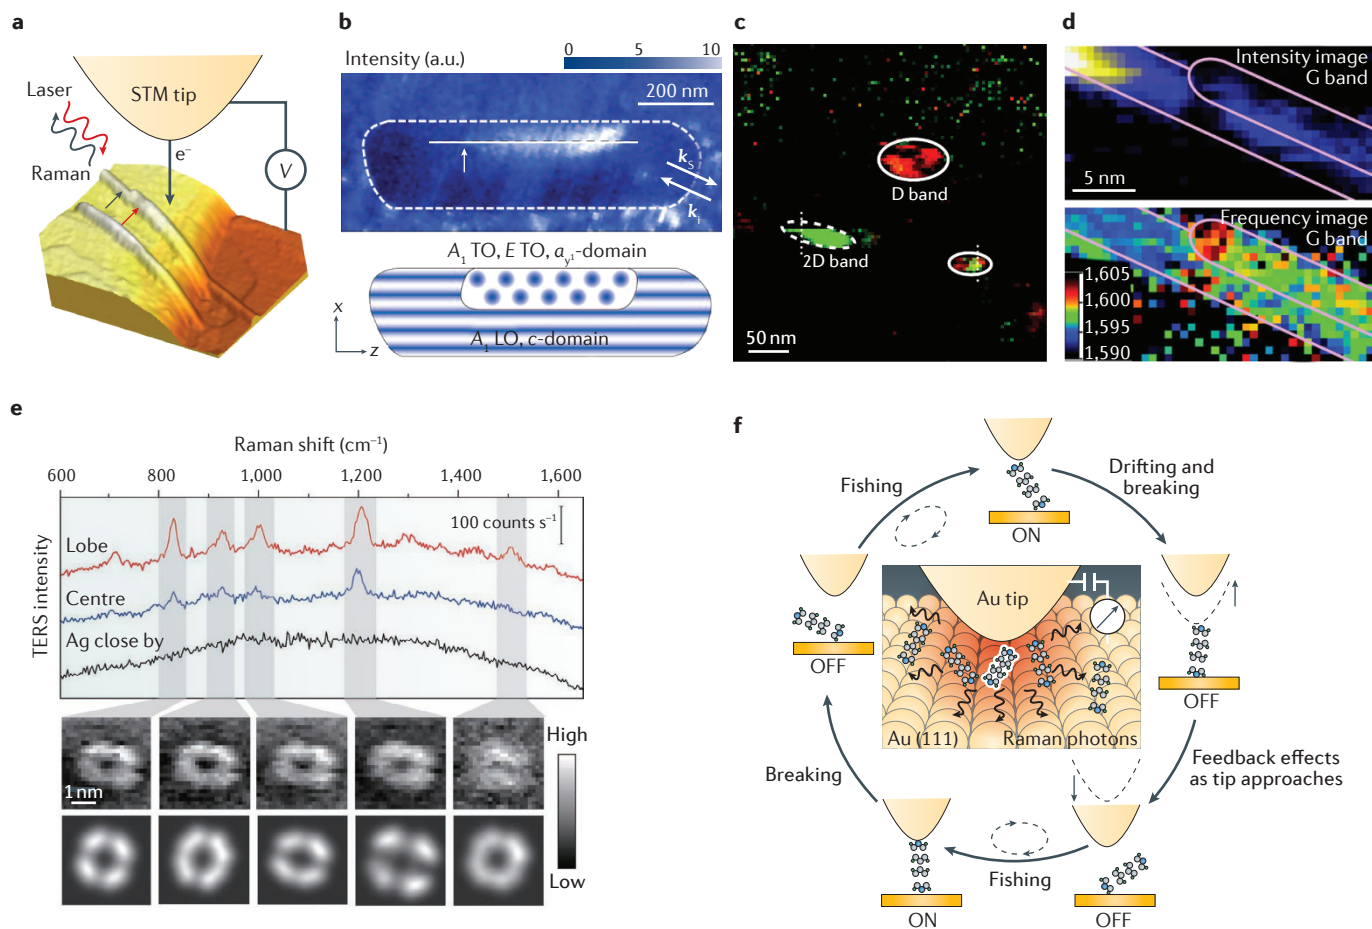 a
STM tip
Laser
Raman
e⁻
V
b
Intensity (a.u.)
0 5 10
200 nm
kS
ki
A1 TO, E TO, ay1-domain
A1 LO, c-domain
x
z
c
D band
2D band
50 nm
d
Intensity image
G band
5 nm
Frequency image
G band
1,605
1,600
1,595
1,590
e
Raman shift (cm⁻¹)
600 800 1,000 1,200 1,400 1,600
TERS intensity
100 counts s⁻¹
Lobe
Centre
Ag close by
1 nm
High
Low
f
Fishing
ON
Drifting and
breaking
OFF
Feedback effects
as tip approaches
OFF
Fishing
ON
Breaking
OFF
Au tip
Au (111)
Raman photons